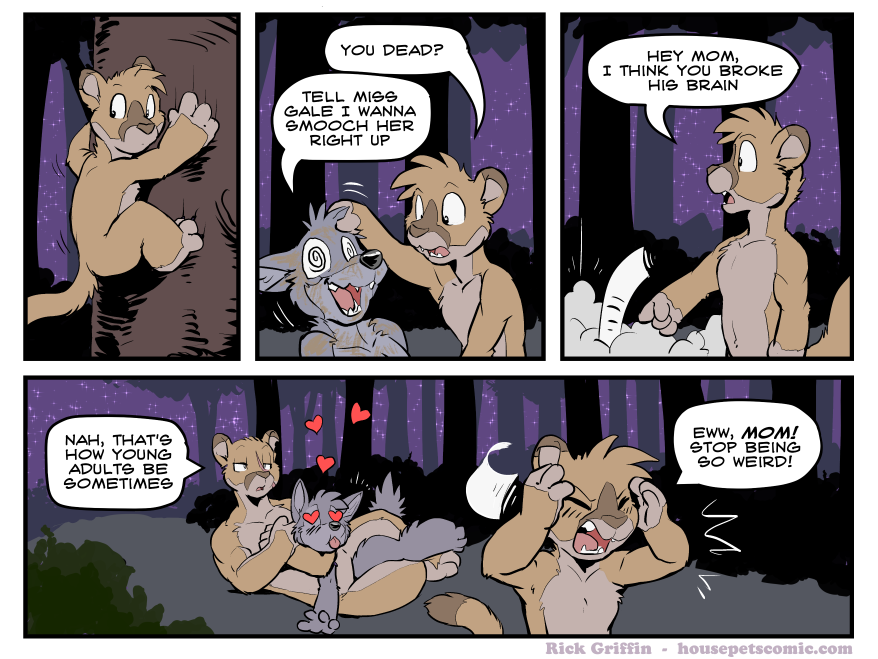 YOU DEAD?
TELL MISS
GALE I WANNA
SMOOCH HER
RIGHT UP
HEY MOM,
I THINK YOU BROKE
HIS BRAIN
NAH, THAT'S
HOW YOUNG
ADULTS BE
SOMETIMES
EWW, MOM!
STOP BEING
SO WEIRD!
Rick Griffin - housepetscomic.com